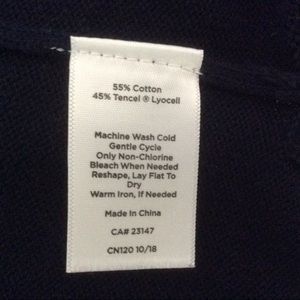 55% Cotton
45% Tencel ® Lyocell
Machine Wash Cold
Gentle Cycle
Only Non-Chlorine
Bleach When Needed
Reshape, Lay Flat To
Dry
Warm Iron, If Needed
Made In China
CA# 23147
CN120 10/18